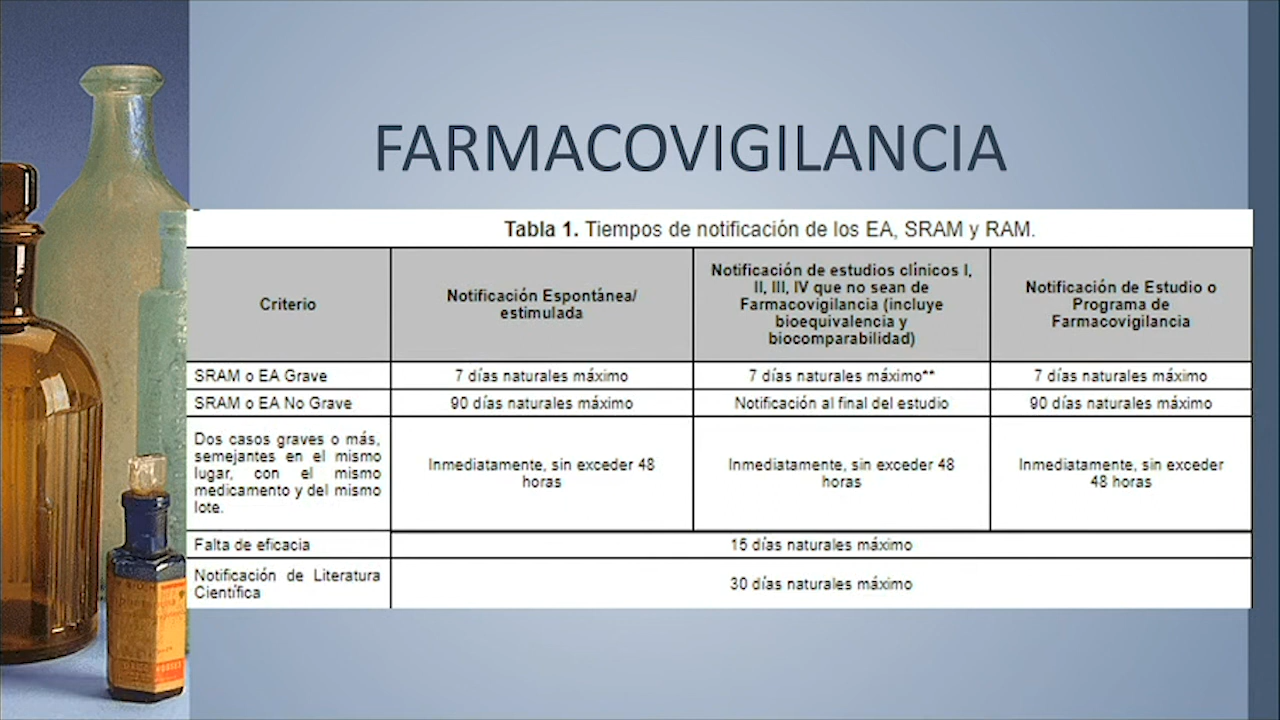 FARMACOVIGILANCIA
Tabla 1. Tiempos de notificación de los EA, SRAM y RAM.
Criterio
Notificación Espontánea/
estimulada
Notificación de estudios clínicos I,
II, III, IV que no sean de
Farmacovigilancia (incluye
bioequivalencia y
biocomparabilidad)
Notificación de Estudio o
Programa de
Farmacovigilancia
SRAM o EA Grave
7 días naturales máximo
7 días naturales máximo**
7 días naturales máximo
SRAM o EA No Grave
90 días naturales máximo
Notificación al final del estudio
90 días naturales máximo
Dos casos graves o más,
semejantes en el mismo
lugar, con el mismo
medicamento y del mismo
lote.
Inmediatamente, sin exceder 48
horas
Inmediatamente, sin exceder 48
horas
Inmediatamente, sin exceder
48 horas
Falta de eficacia
15 días naturales máximo
Notificación de Literatura
Científica
30 días naturales máximo